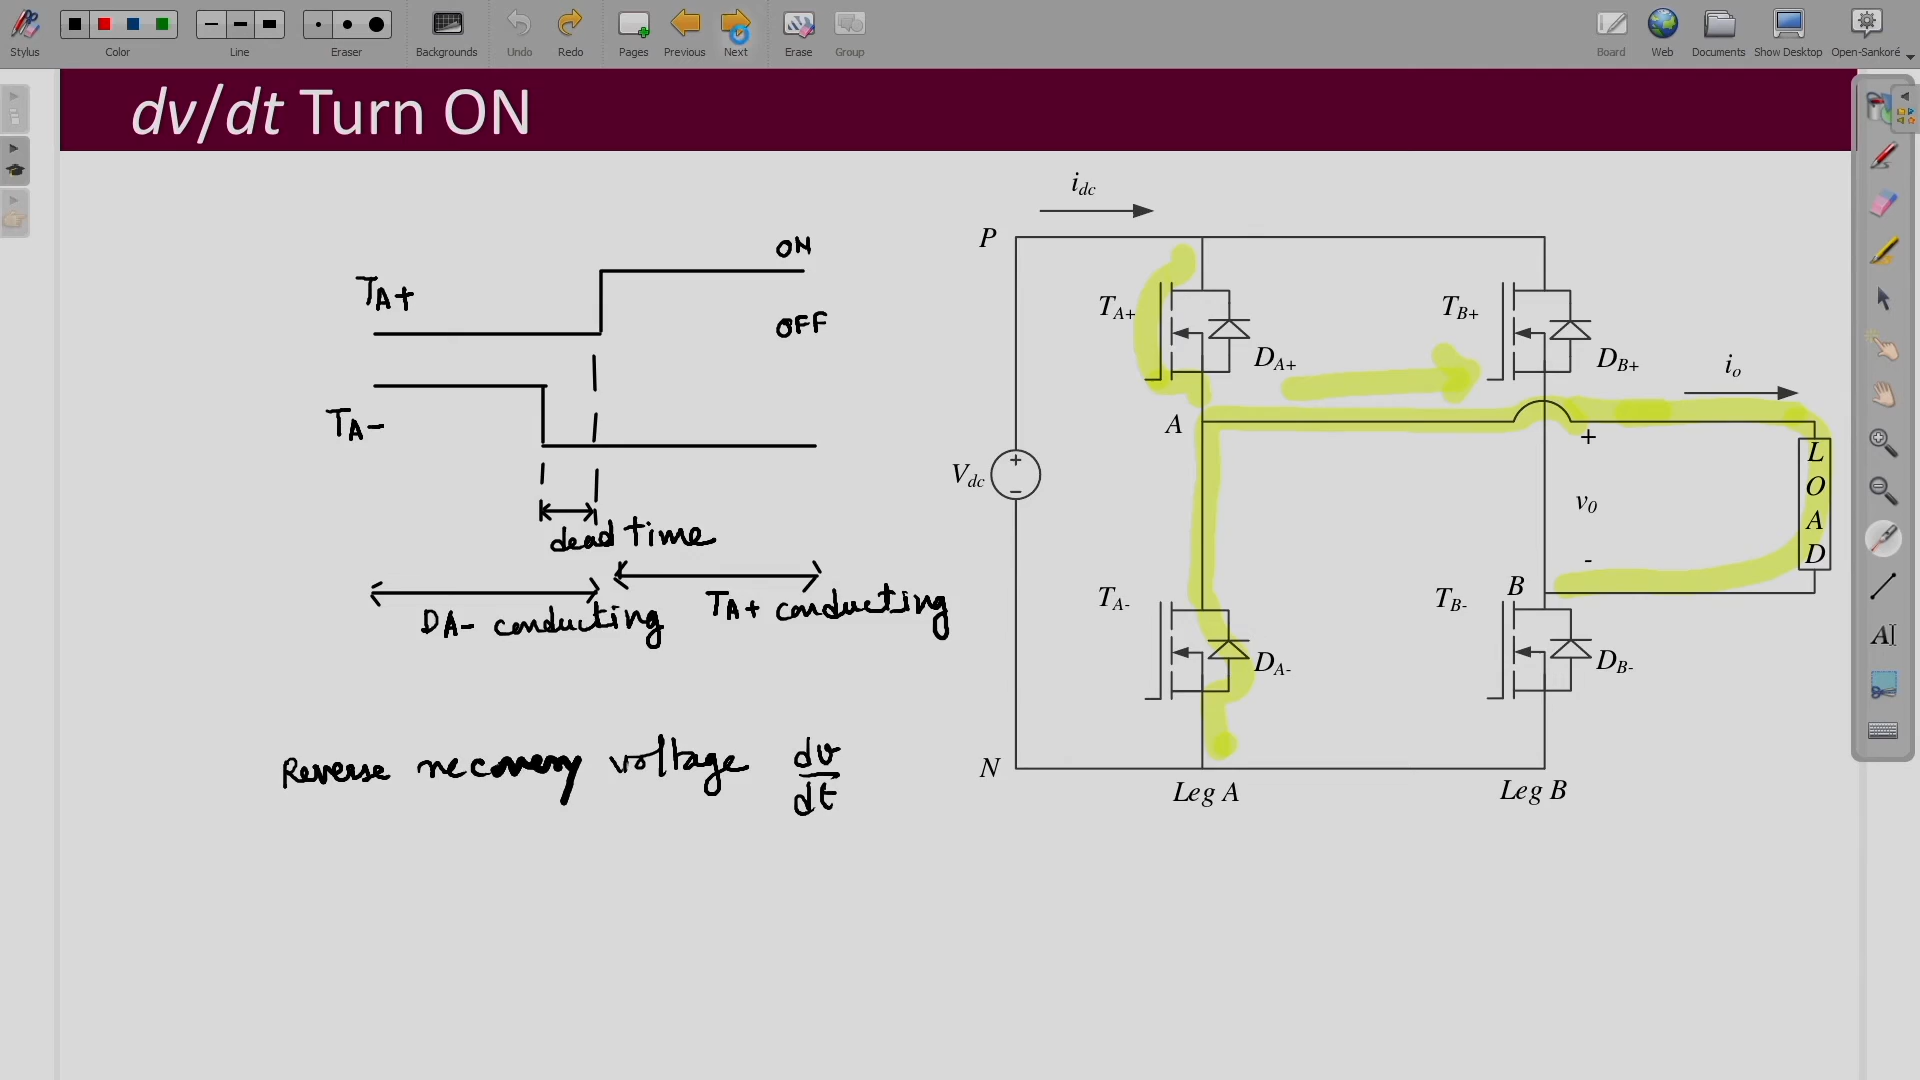 Stylus
Color
Line
Eraser
Backgrounds
Undo
Redo
Pages
Previous
Next
Erase
Group
Board
Web
Documents
Show Desktop
Open-Sankoré
dv/dt Turn ON
TA+
ON
OFF
TA-
dead time
DA- conducting
TA+ conducting
Reverse recovery voltage dv/dt
idc
P
TA+
DA+
TB+
DB+
io
A
+
Vdc
+
-
v0
LOAD
-
B
TA-
DA-
TB-
DB-
N
Leg A
Leg B
A